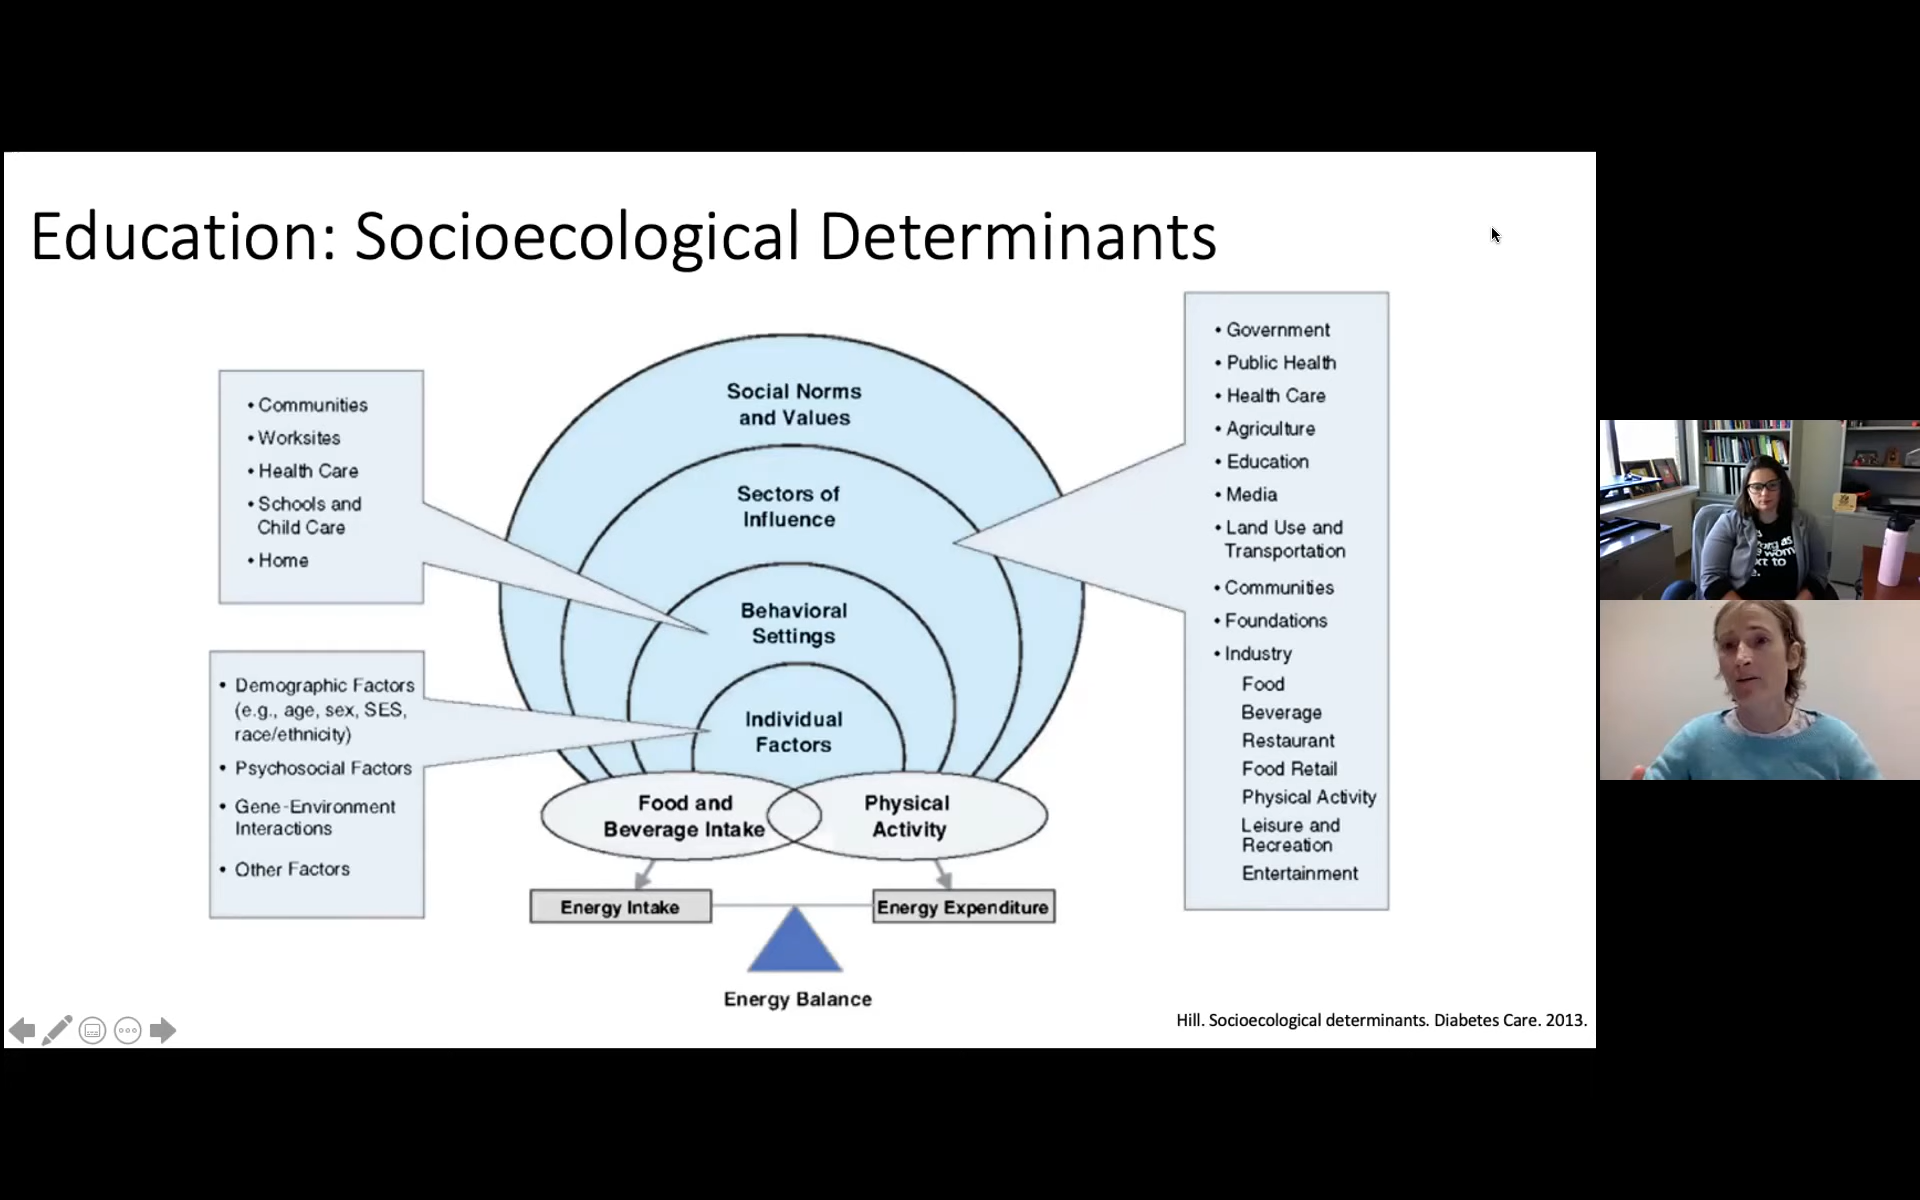 Education: Socioecological Determinants
• Communities
• Worksites
• Health Care
• Schools and
Child Care
• Home
• Demographic Factors
(e.g., age, sex, SES,
race/ethnicity)
• Psychosocial Factors
• Gene-Environment
Interactions
• Other Factors
Social Norms
and Values
Sectors of
Influence
Behavioral
Settings
Individual
Factors
Food and
Beverage Intake
Physical
Activity
Energy Intake
Energy Expenditure
Energy Balance
• Government
• Public Health
• Health Care
• Agriculture
• Education
• Media
• Land Use and
Transportation
• Communities
• Foundations
• Industry
Food
Beverage
Restaurant
Food Retail
Physical Activity
Leisure and
Recreation
Entertainment
Hill. Socioecological determinants. Diabetes Care. 2013.